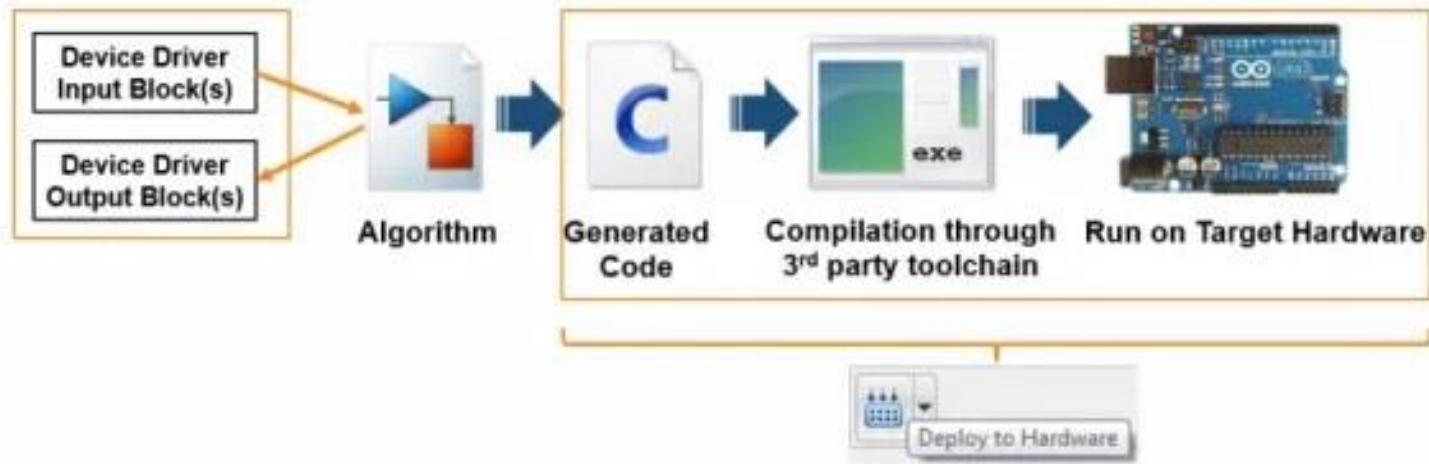 Device Driver
Input Block(s)
Device Driver
Output Block(s)
Algorithm
C
Generated
Code
exe
Compilation through
3rd party toolchain
Run on Target Hardware
Deploy to Hardware